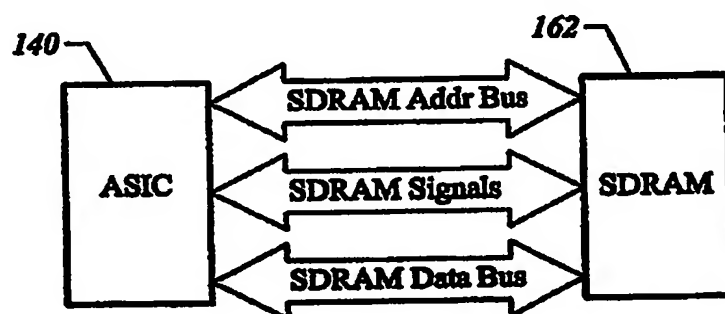 140
162
SDRAM Addr Bus
ASIC
SDRAM Signals
SDRAM
SDRAM Data Bus